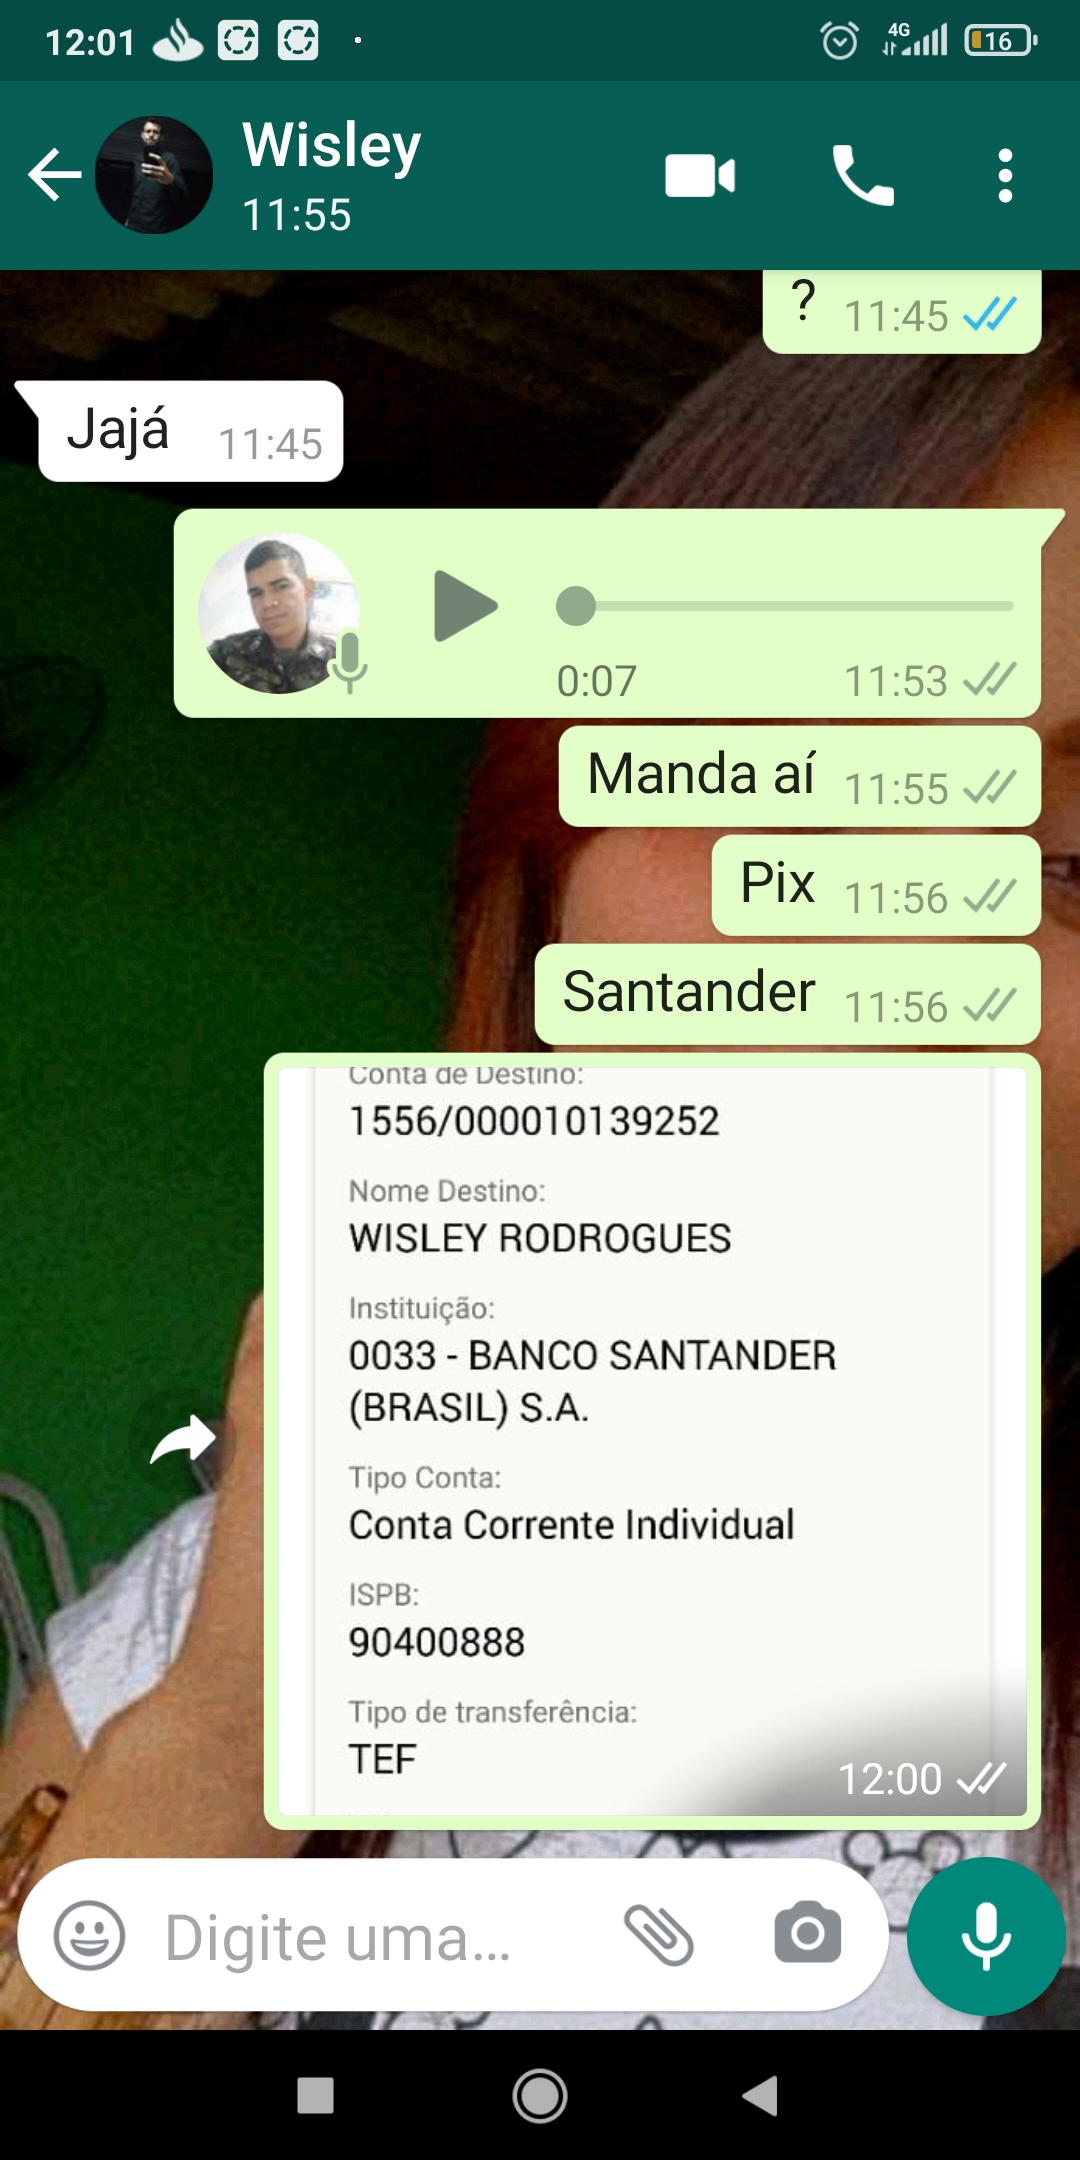 12:01
4G
16
Wisley
11:55
? 11:45
Jajá 11:45
0:07 11:53
Manda aí 11:55
Pix 11:56
Santander 11:56
Conta de Destino:
1556/000010139252
Nome Destino:
WISLEY RODROGUES
Instituição:
0033 - BANCO SANTANDER
(BRASIL) S.A.
Tipo Conta:
Conta Corrente Individual
ISPB:
90400888
Tipo de transferência:
TEF
12:00
Digite uma...